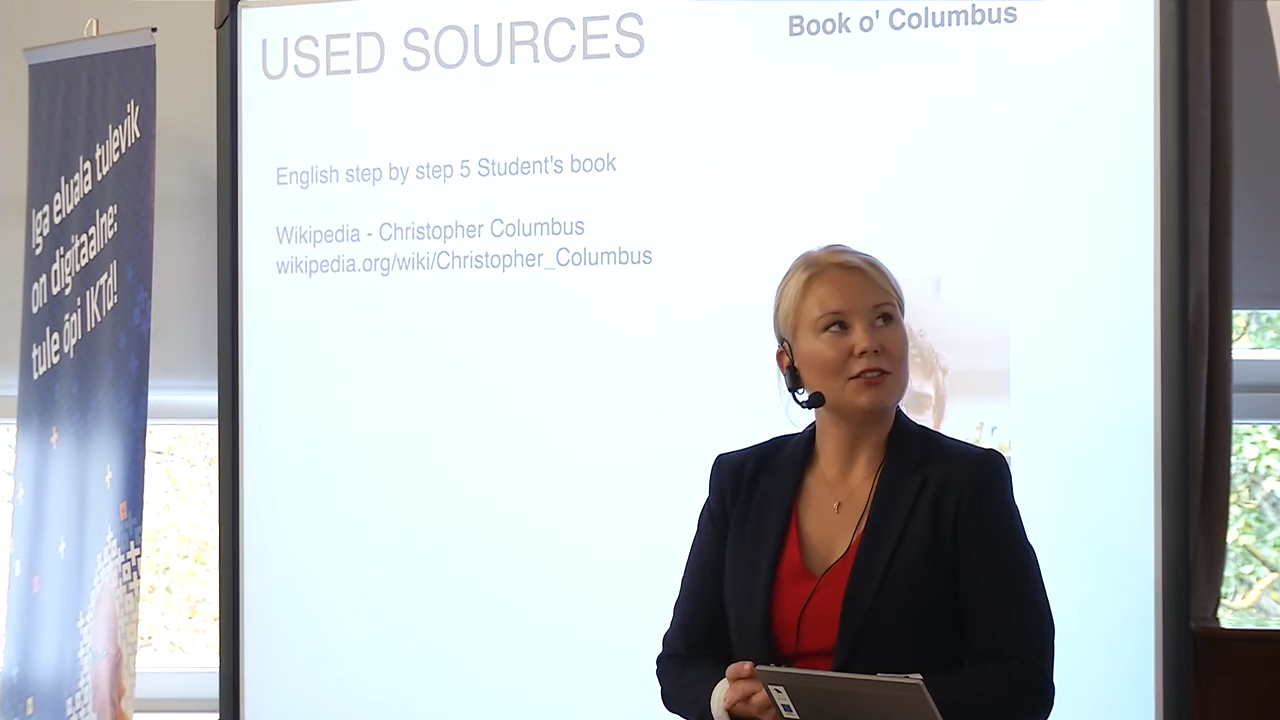 Iga eluala tulevik
on digitaalne:
tule õpi IKTd!
USED SOURCES
Book o' Columbus
English step by step 5 Student's book
Wikipedia - Christopher Columbus
wikipedia.org/wiki/Christopher_Columbus